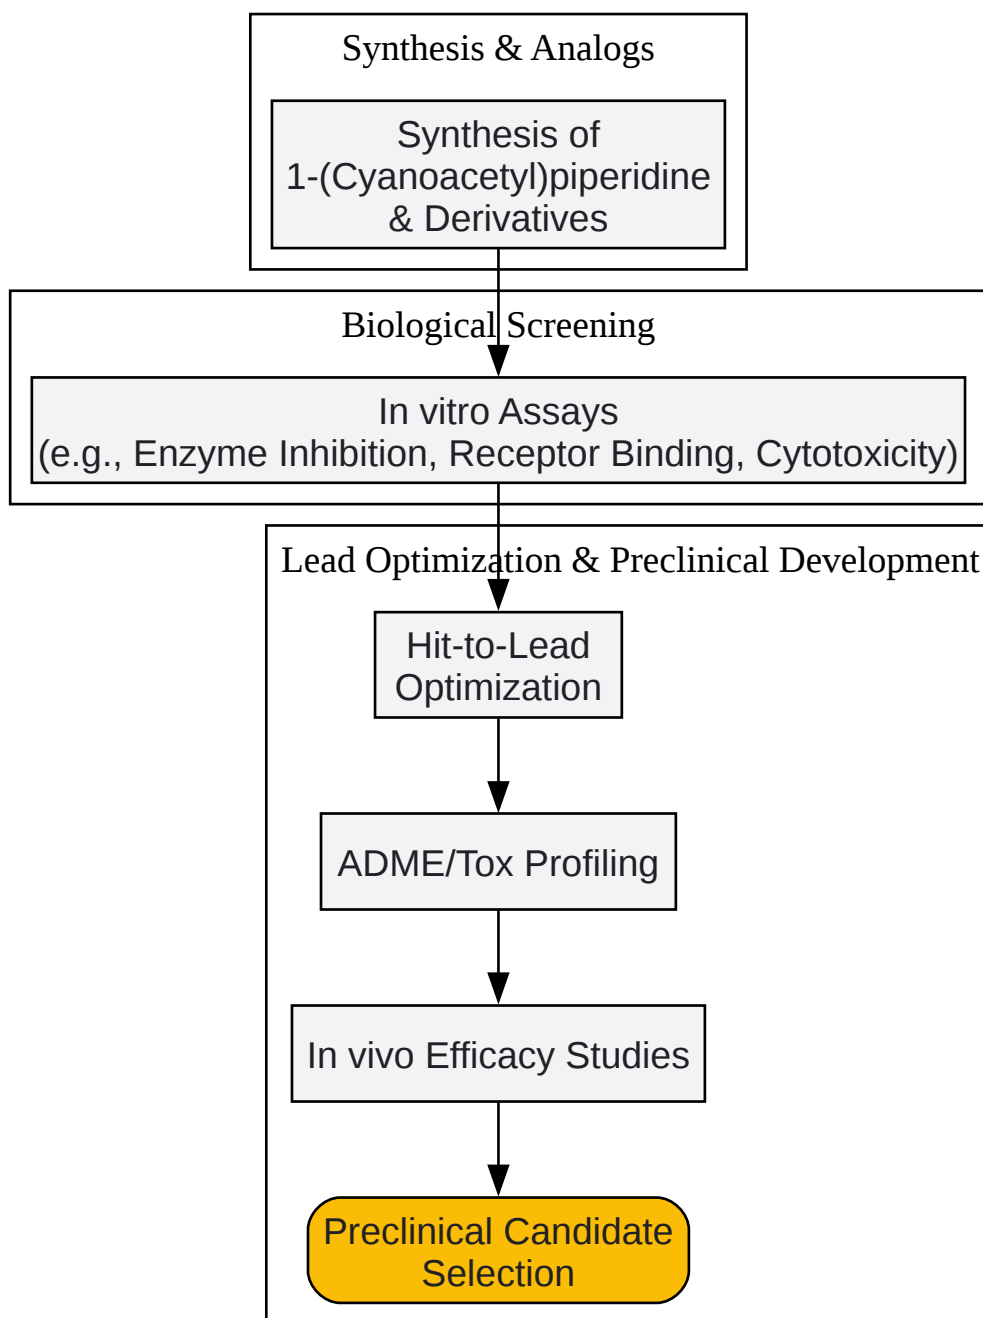 Synthesis & Analogs
Synthesis of
1-(Cyanoacetyl)piperidine
& Derivatives
Biological Screening
In vitro Assays
(e.g., Enzyme Inhibition, Receptor Binding, Cytotoxicity)
Lead Optimization & Preclinical Development
Hit-to-Lead
Optimization
ADME/Tox Profiling
In vivo Efficacy Studies
Preclinical Candidate
Selection